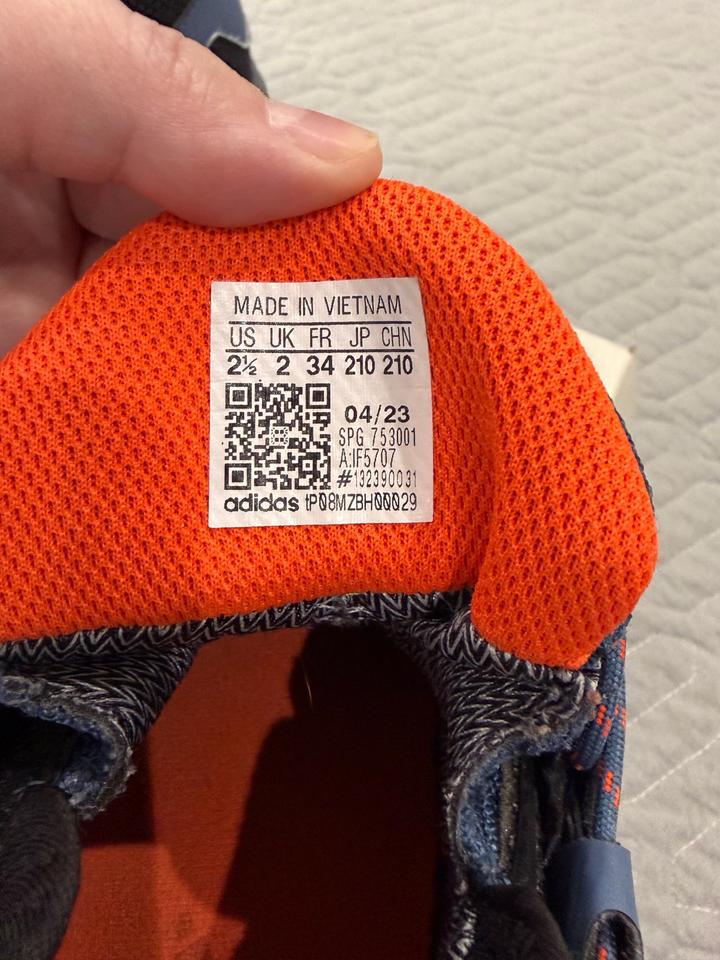 MADE IN VIETNAM
US UK FR JP CHN
2½ 2 34 210 210
04/23
SPG 753001
A:IF5707
#132390031
adidas tP08MZBH00029